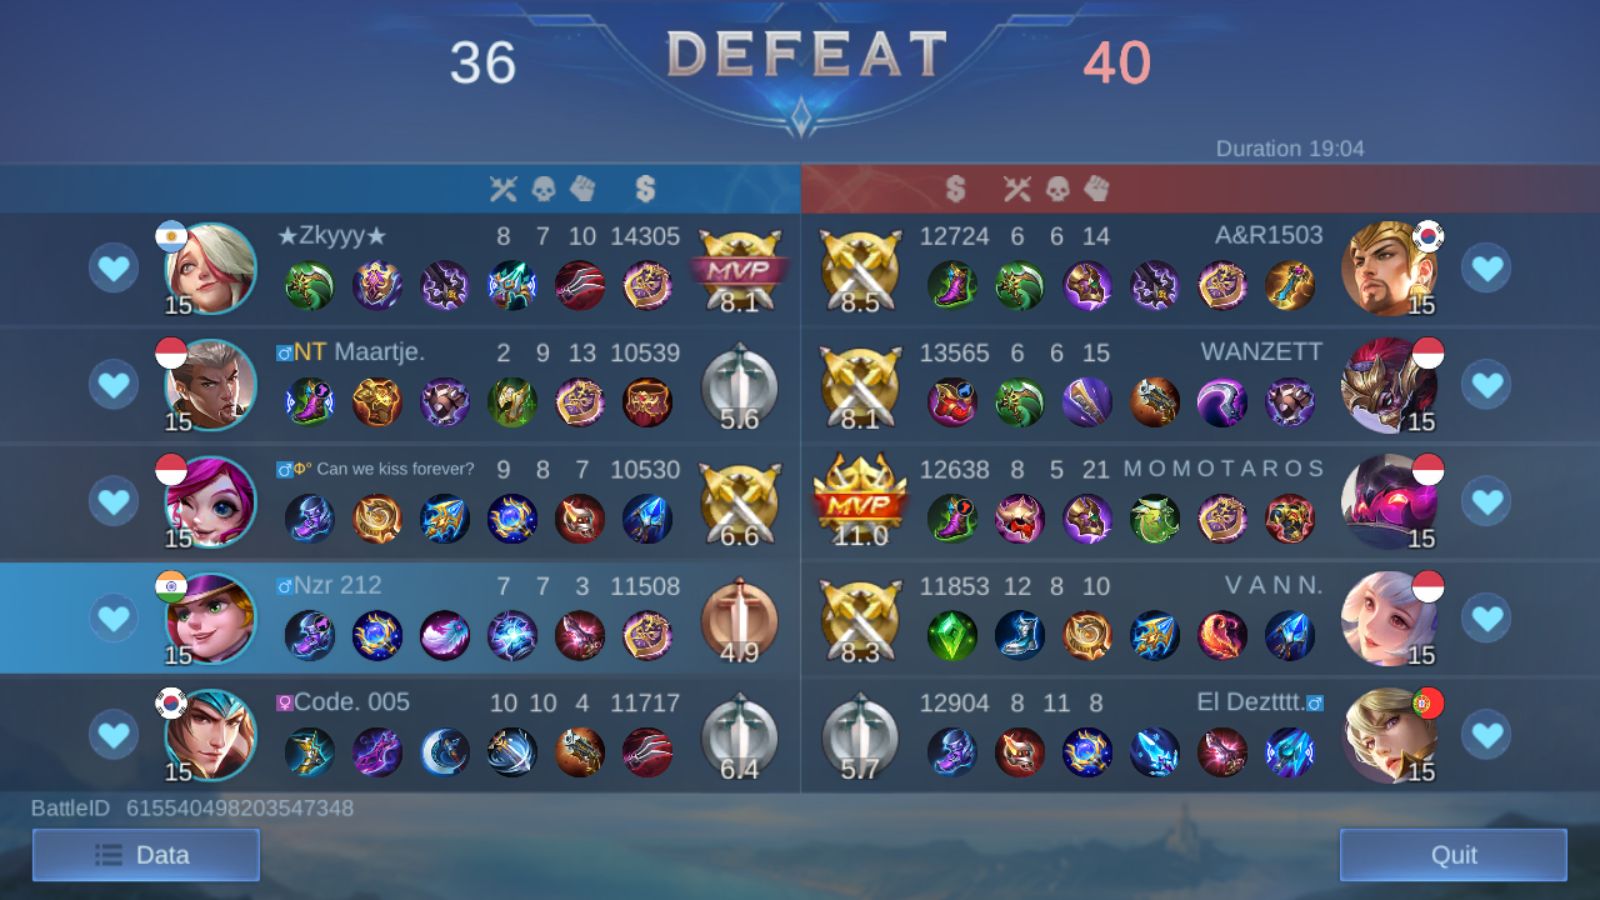 36 DEFEAT 40
Duration 19:04
★Zkyyy★ 8 7 10 14305 MVP 8.1 15
8.5 12724 6 6 14 A&R1503 15
NT Maartje. 2 9 13 10539 5.6 15
8.1 13565 6 6 15 WANZETT 15
Ф° Can we kiss forever? 9 8 7 10530 6.6 15
MVP 11.0 12638 8 5 21 M O M O T A R O S 15
Nzr 212 7 7 3 11508 4.9 15
8.3 11853 12 8 10 V A N N. 15
Code. 005 10 10 4 11717 6.4 15
5.7 12904 8 11 8 El Deztttt. 15
BattleID 615540498203547348
Data
Quit